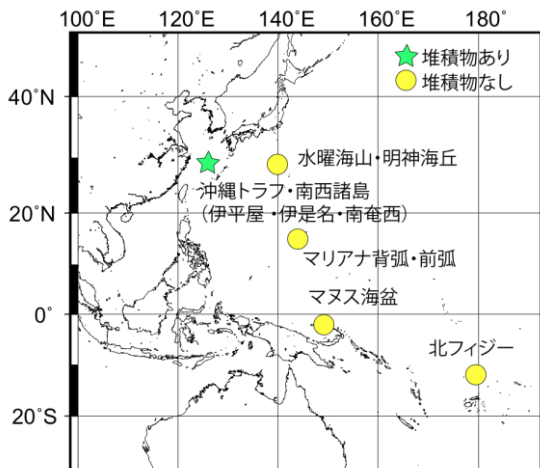 100°E 120° 140° 160° 180°
堆積物あり
堆積物なし
40°N
水曜海山・明神海丘
沖縄トラフ・南西諸島
(伊平屋・伊是名・南奄西)
20°N
マリアナ背弧・前弧
マヌス海盆
0°
北フィジー
20°S